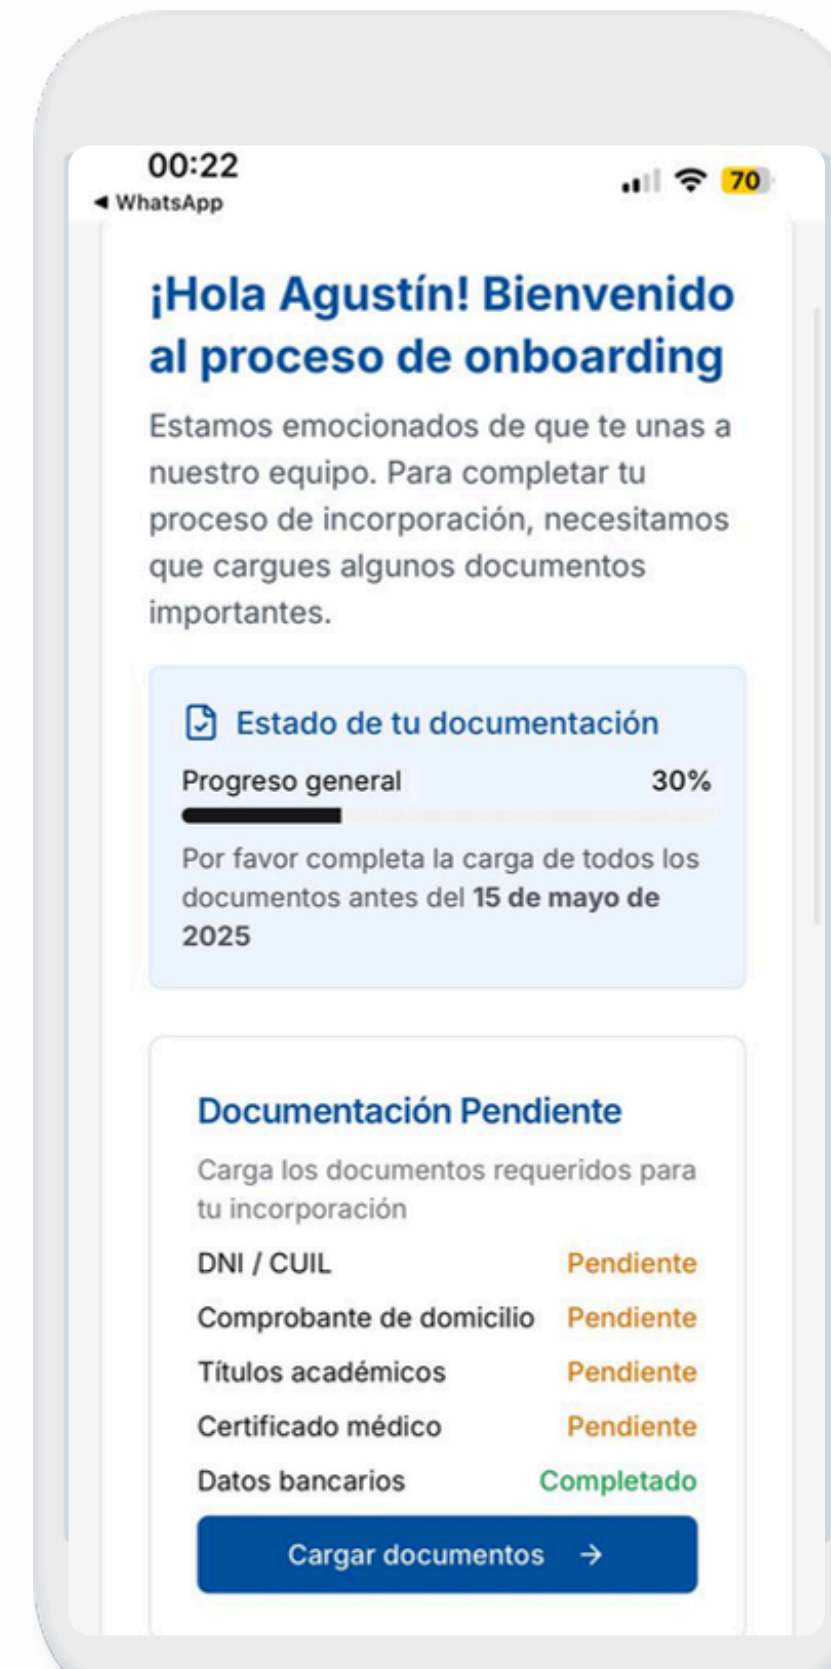 00:22
70
◀ WhatsApp
¡Hola Agustín! Bienvenido
al proceso de onboarding
Estamos emocionados de que te unas a
nuestro equipo. Para completar tu
proceso de incorporación, necesitamos
que cargues algunos documentos
importantes.
Estado de tu documentación
Progreso general 30%
Por favor completa la carga de todos los
documentos antes del 15 de mayo de
2025
Documentación Pendiente
Carga los documentos requeridos para
tu incorporación
DNI / CUIL Pendiente
Comprobante de domicilio Pendiente
Títulos académicos Pendiente
Certificado médico Pendiente
Datos bancarios Completado
Cargar documentos →